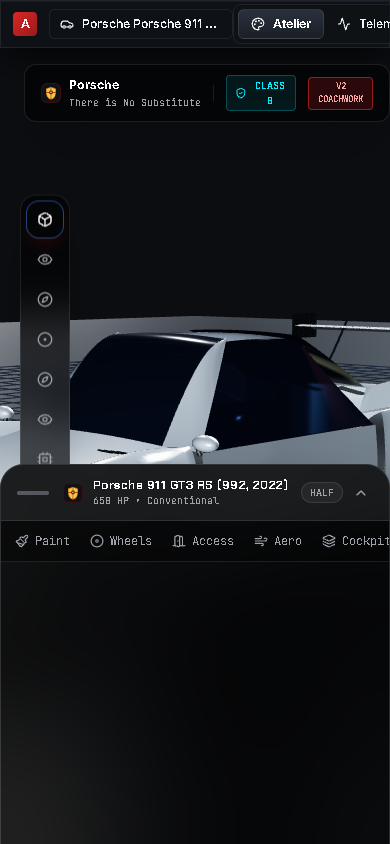 A
Porsche Porsche 911 ...
Atelier
Telem
Porsche
There is No Substitute
CLASS
B
V2
COACHWORK
Porsche 911 GT3 RS (992, 2022)
650 HP • Conventional
HALF
Paint
Wheels
Access
Aero
Cockpit